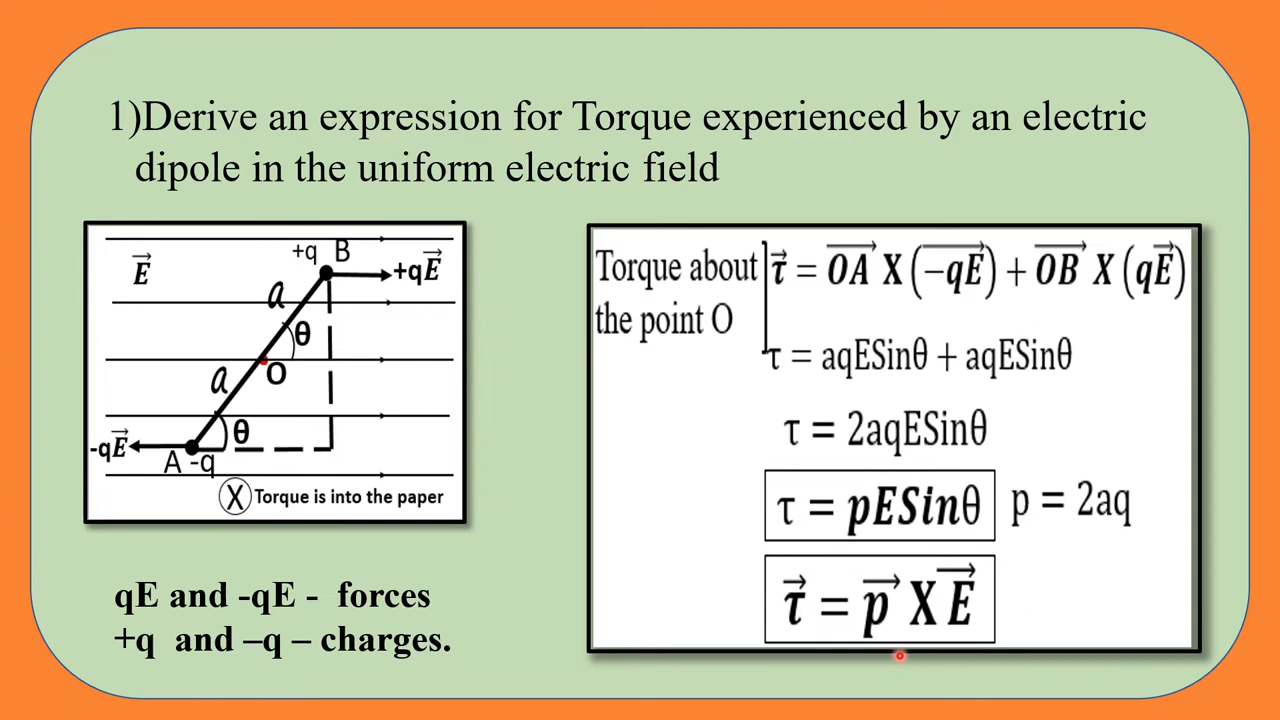 1)Derive an expression for Torque experienced by an electric
dipole in the uniform electric field
+q B
E⃗
+qE⃗
a
θ
O
a
θ
-qE⃗
A -q
X Torque is into the paper
qE and -qE - forces
+q and –q – charges.
Torque about
the point O
τ⃗ = OA⃗ X (−qE⃗) + OB⃗ X (qE⃗)
τ = aqESinθ + aqESinθ
τ = 2aqESinθ
τ = pESinθ p = 2aq
τ⃗ = p⃗ X E⃗